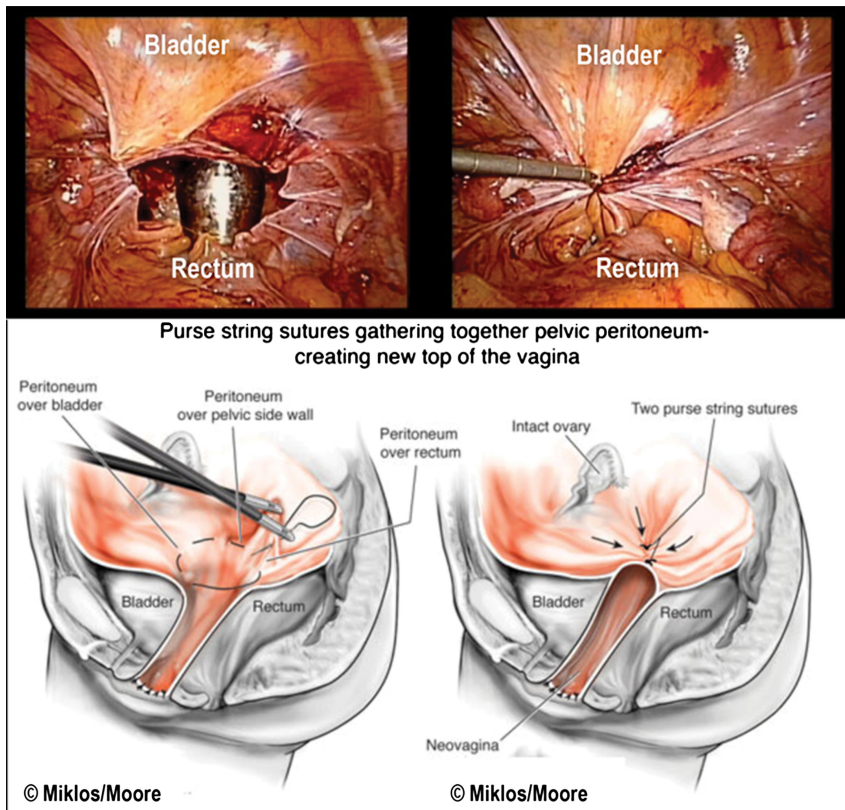 Bladder
Bladder
Rectum
Rectum
Purse string sutures gathering together pelvic peritoneum-
creating new top of the vagina
Peritoneum
over bladder
Peritoneum
over pelvic side wall
Peritoneum
over rectum
Bladder
Rectum
Intact ovary
Two purse string sutures
Bladder
Rectum
Neovagina
© Miklos/Moore
© Miklos/Moore